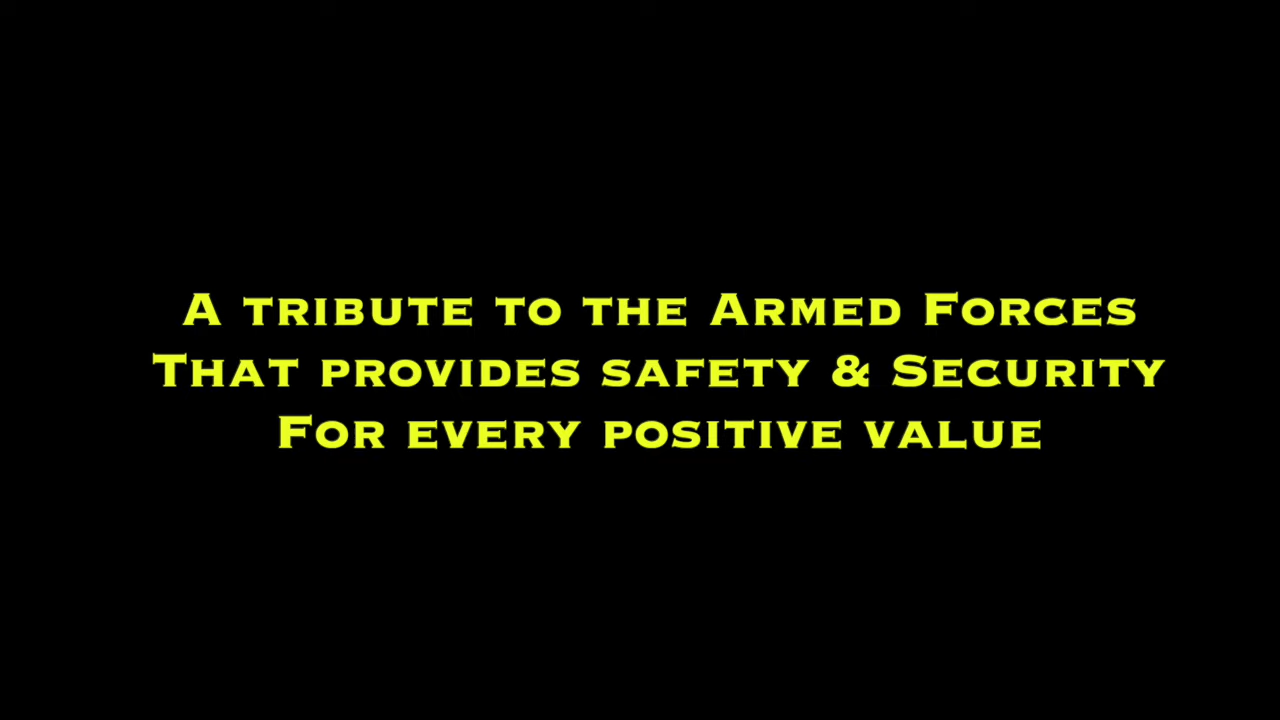 A TRIBUTE TO THE ARMED FORCES
THAT PROVIDES SAFETY & SECURITY
FOR EVERY POSITIVE VALUE